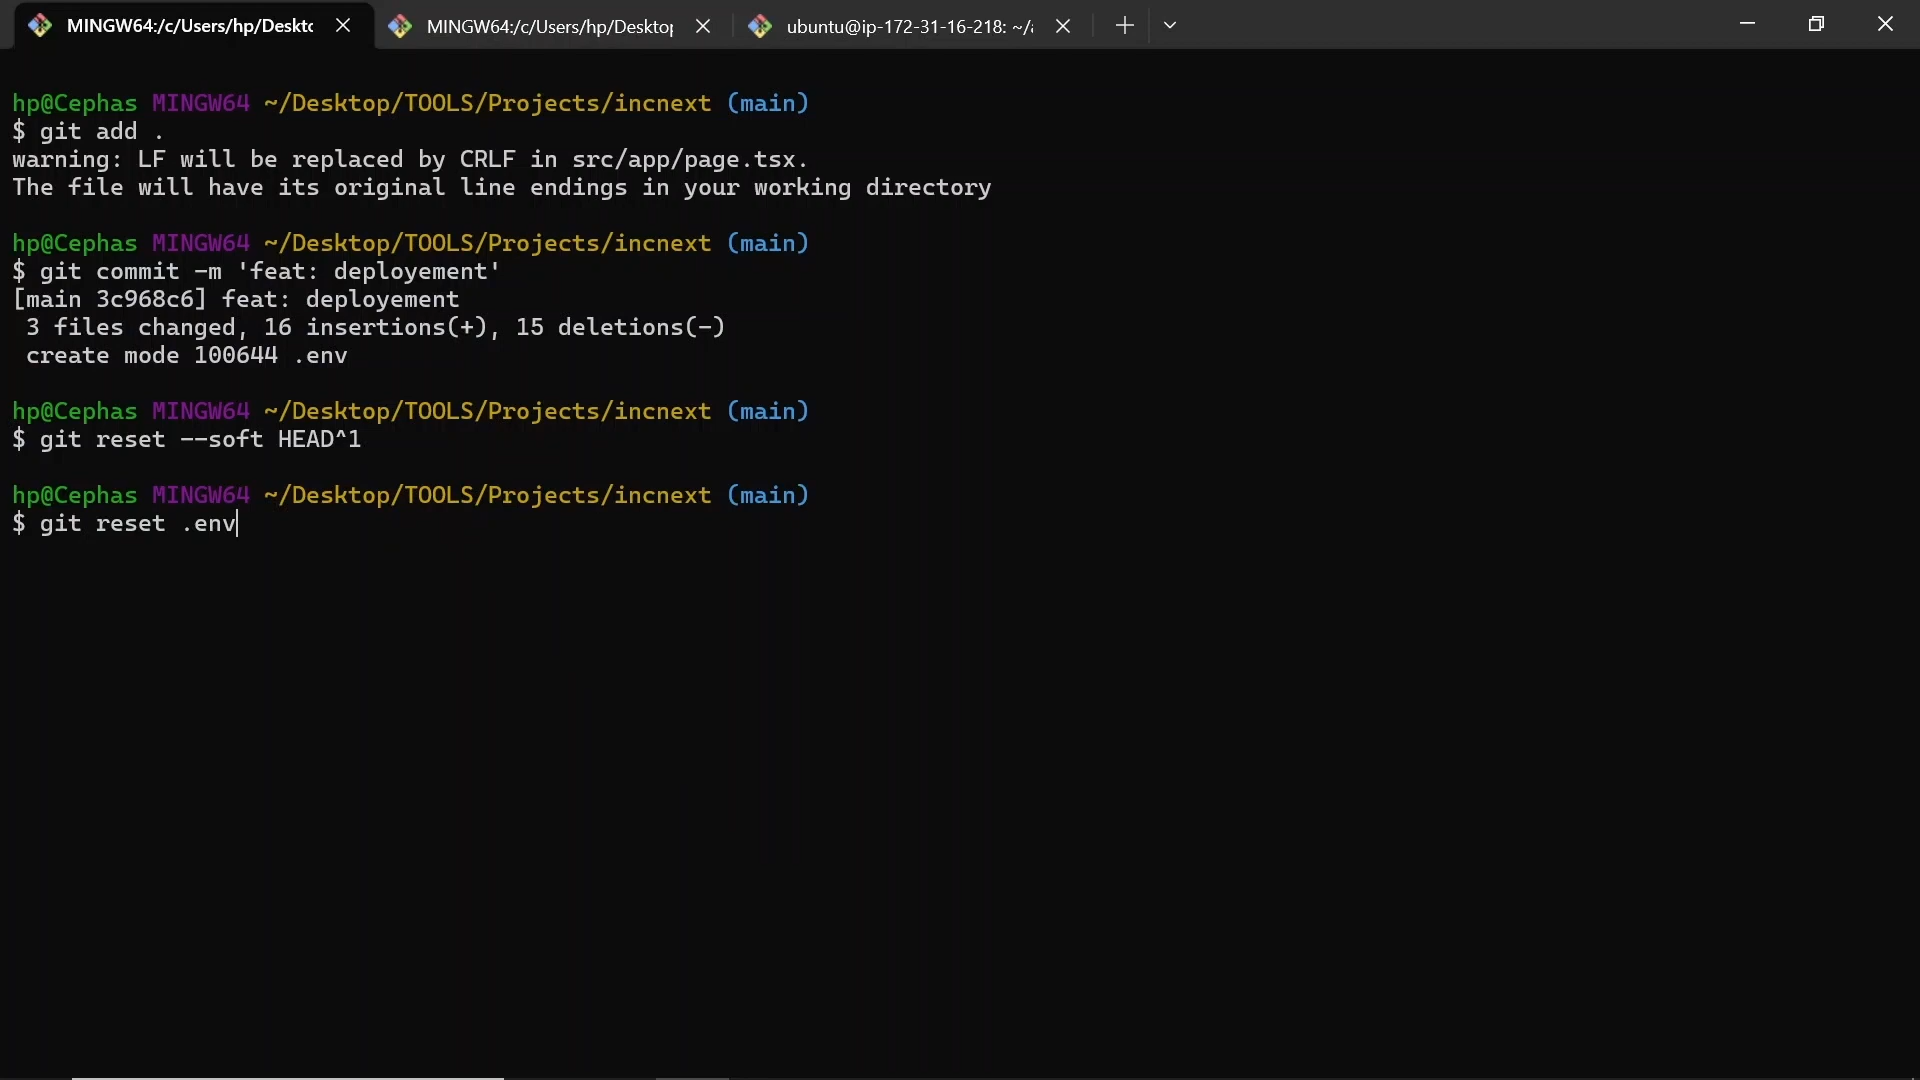 MINGW64:/c/Users/hp/Deskto
MINGW64:/c/Users/hp/Desktop
ubuntu@ip-172-31-16-218: ~/
hp@Cephas MINGW64 ~/Desktop/TOOLS/Projects/incnext (main)
$ git add .
warning: LF will be replaced by CRLF in src/app/page.tsx.
The file will have its original line endings in your working directory
hp@Cephas MINGW64 ~/Desktop/TOOLS/Projects/incnext (main)
$ git commit -m 'feat: deployement'
[main 3c968c6] feat: deployement
3 files changed, 16 insertions(+), 15 deletions(-)
create mode 100644 .env
hp@Cephas MINGW64 ~/Desktop/TOOLS/Projects/incnext (main)
$ git reset --soft HEAD^1
hp@Cephas MINGW64 ~/Desktop/TOOLS/Projects/incnext (main)
$ git reset .env